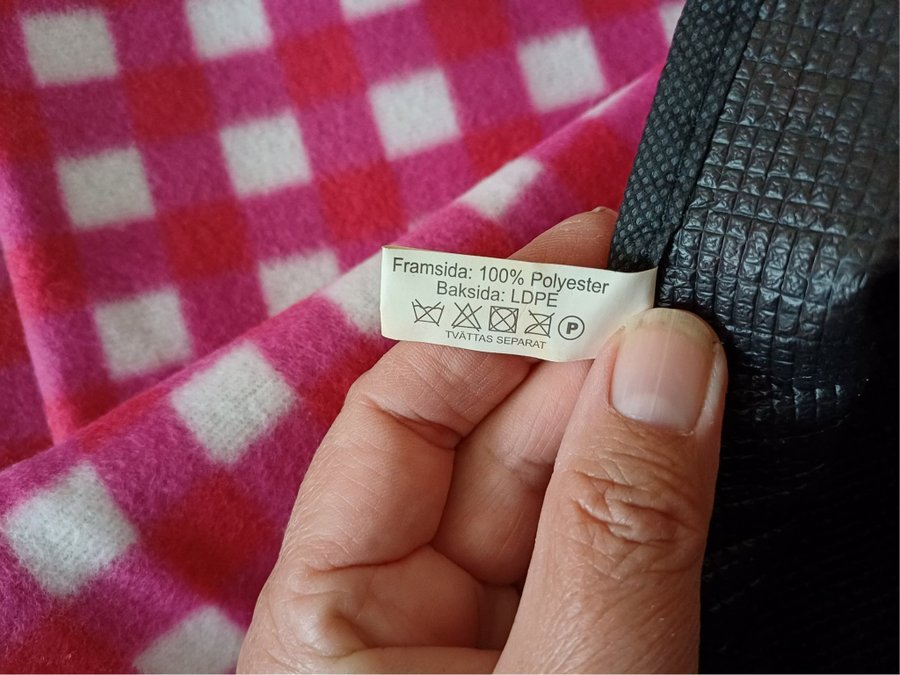 Framsida: 100% Polyester
Baksida: LDPE
P
TVÄTTAS SEPARAT